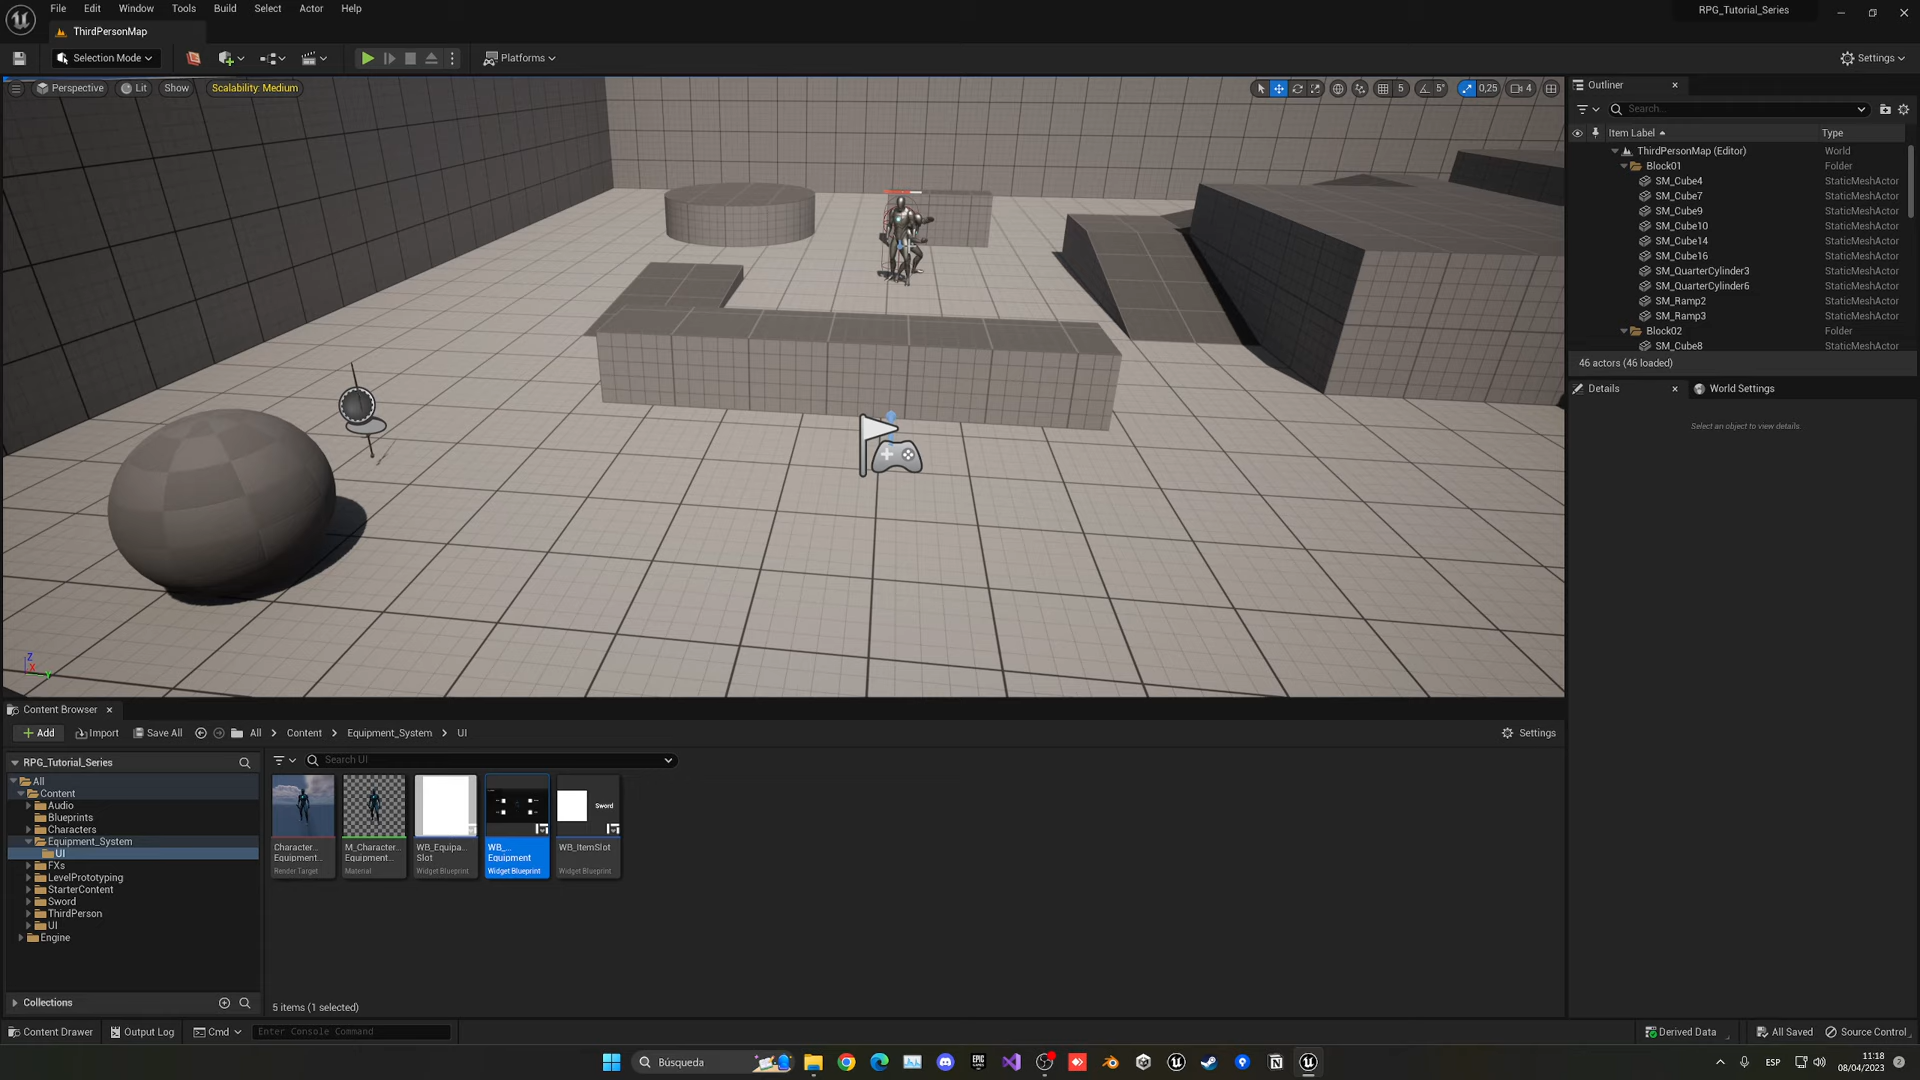 File Edit Window Tools Build Select Actor Help
RPG_Tutorial_Series
ThirdPersonMap
Selection Mode
Platforms
Settings
Perspective Lit Show Scalability: Medium
5 5° 0,25 4
Outliner
Search...
Item Label Type
ThirdPersonMap (Editor) World
Block01 Folder
SM_Cube4 StaticMeshActor
SM_Cube7 StaticMeshActor
SM_Cube9 StaticMeshActor
SM_Cube10 StaticMeshActor
SM_Cube14 StaticMeshActor
SM_Cube16 StaticMeshActor
SM_QuarterCylinder3 StaticMeshActor
SM_QuarterCylinder6 StaticMeshActor
SM_Ramp2 StaticMeshActor
SM_Ramp3 StaticMeshActor
Block02 Folder
SM_Cube8 StaticMeshActor
46 actors (46 loaded)
Details World Settings
Select an object to view details.
Z
X
Y
Content Browser
Add Import Save All All Content Equipment_System UI Settings
RPG_Tutorial_Series
Search UI
All
Content
Audio
Blueprints
Characters
Equipment_System
UI
FXs
LevelPrototyping
StarterContent
Sword
ThirdPerson
UI
Engine
Collections
Sword
Character... Equipment... Render Target
M_Character... Equipment... Material
WB_Equipa... Slot Widget Blueprint
WB_... Equipment Widget Blueprint
WB_ItemSlot Widget Blueprint
5 items (1 selected)
Content Drawer Output Log Cmd Enter Console Command
Derived Data All Saved Source Control
Búsqueda
EPIC GAMES
ESP
11:18
08/04/2023
2